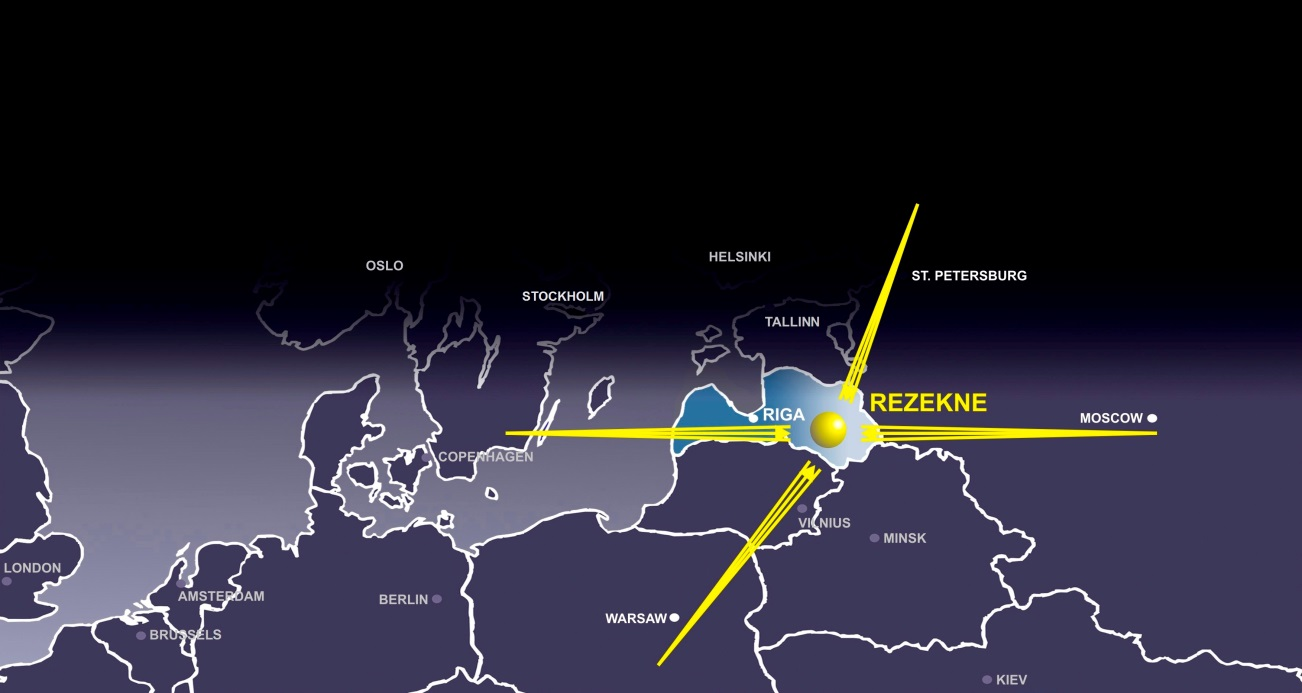 HELSINKI
OSLO
ST. PETERSBURG
STOCKHOLM
TALLINN
REZEKNE
RIGA
MOSCOW
COPENHAGEN
VILNIUS
MINSK
LONDON
AMSTERDAM
BERLIN
WARSAW
BRUSSELS
KIEV